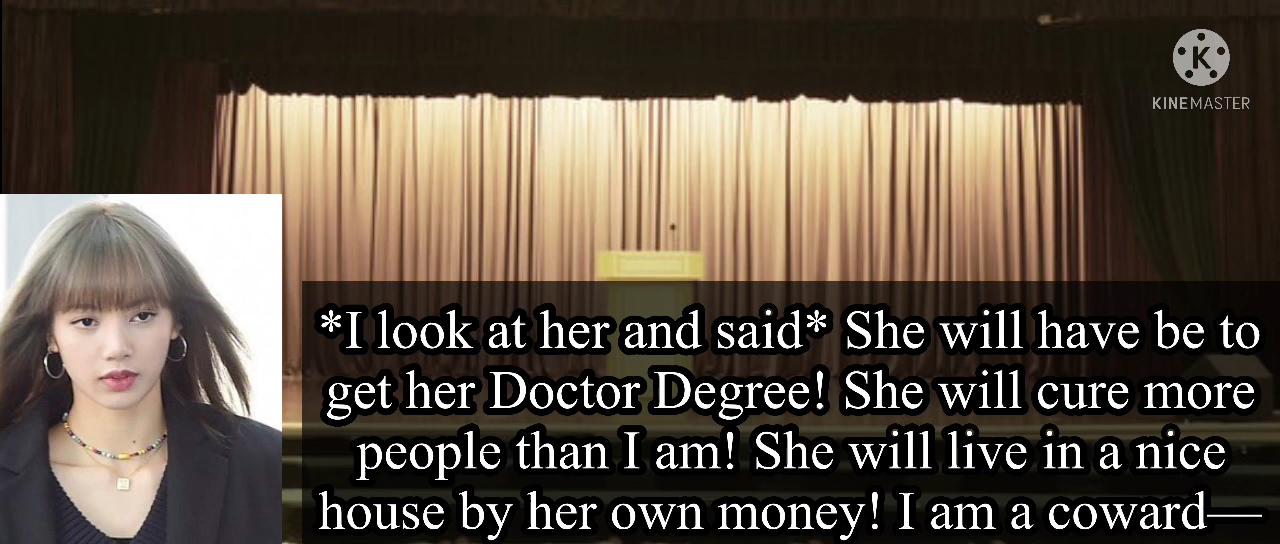 KINEMASTER
*I look at her and said* She will have be to
get her Doctor Degree! She will cure more
people than I am! She will live in a nice
house by her own money! I am a coward—